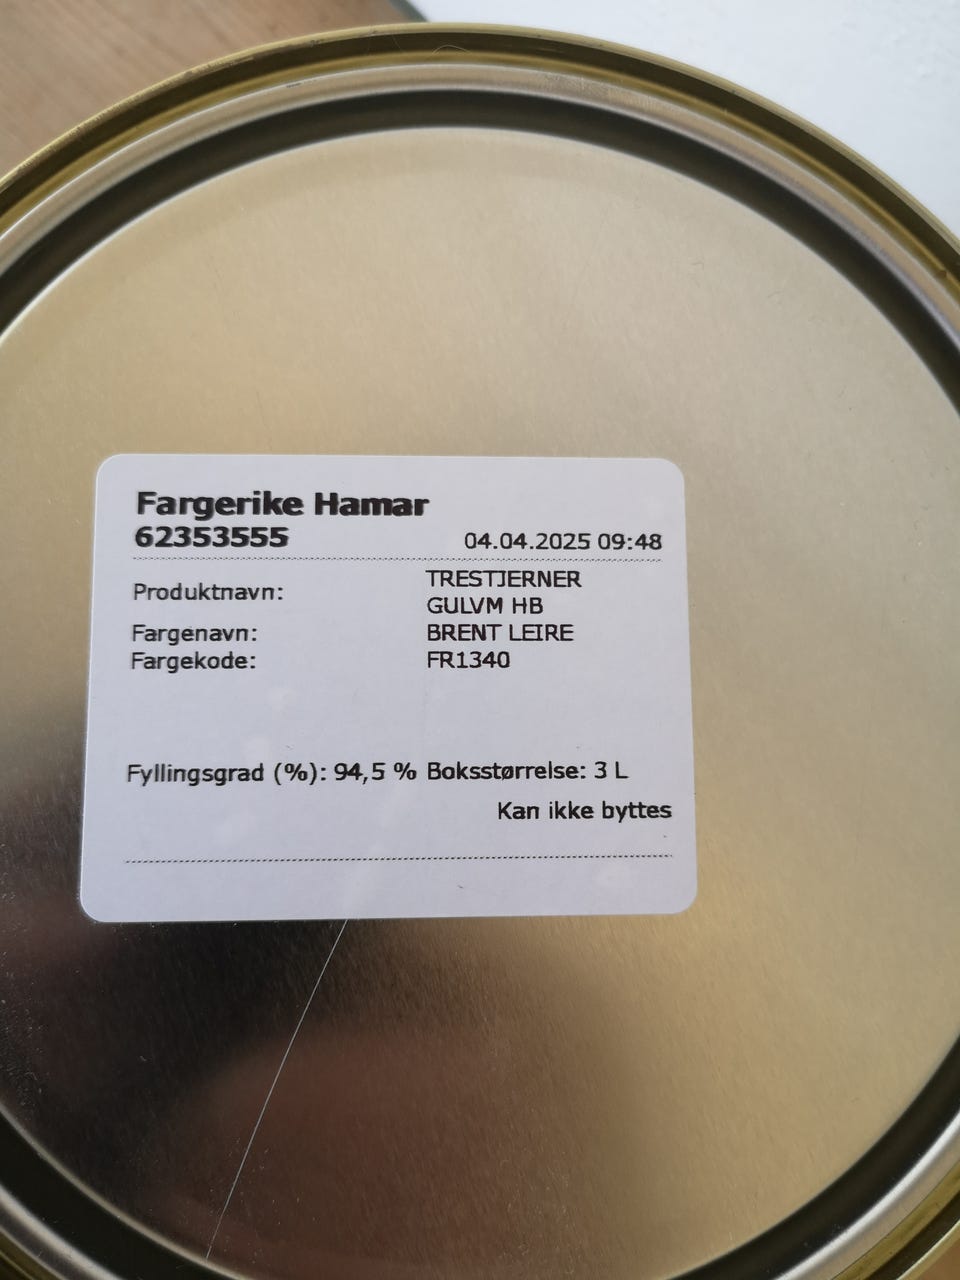 Fargerike Hamar
62353555 04.04.2025 09:48
Produktnavn: TRESTJERNER
GULVM HB
Fargenavn: BRENT LEIRE
Fargekode: FR1340
Fyllingsgrad (%): 94,5 % Boksstørrelse: 3 L
Kan ikke byttes